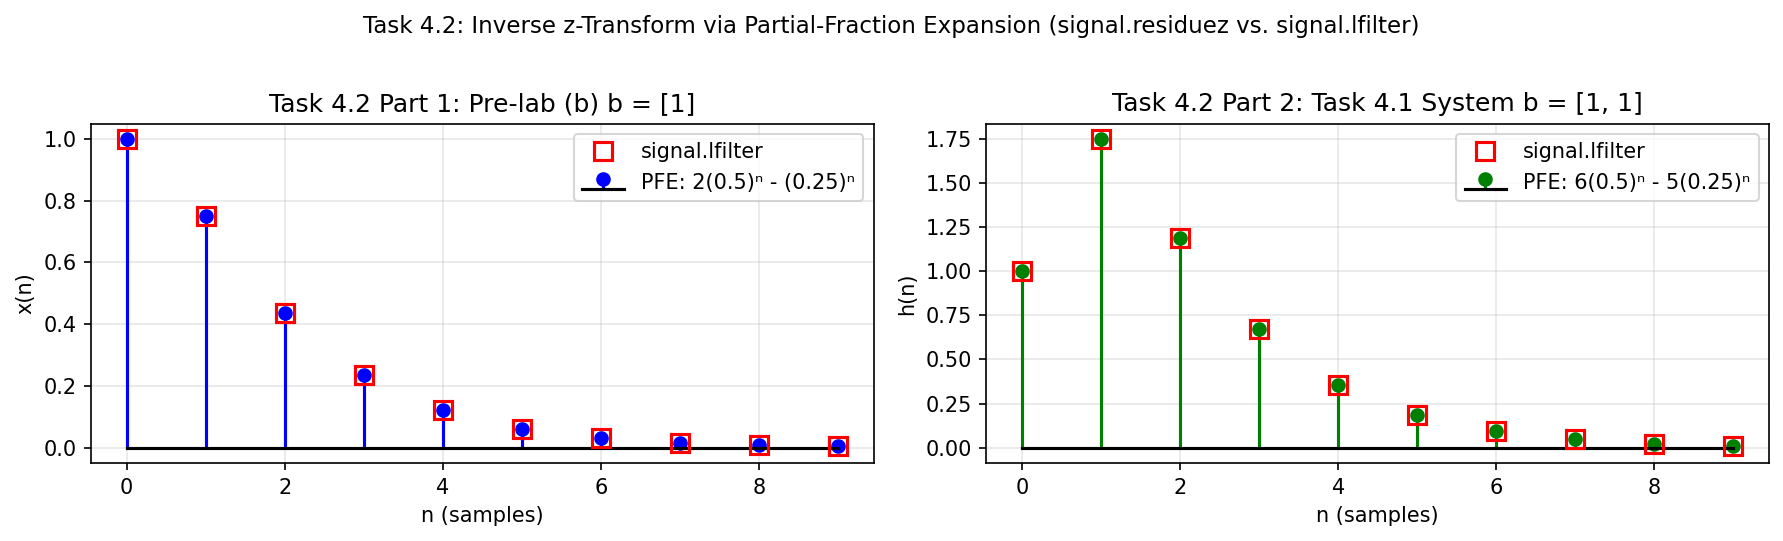 Task 4.2: Inverse z-Transform via Partial-Fraction Expansion (signal.residuez vs. signal.lfilter)
Task 4.2 Part 1: Pre-lab (b) b = [1]
1.0
0.8
0.6
0.4
0.2
0.0
x(n)
signal.lfilter
PFE: 2(0.5)ⁿ - (0.25)ⁿ
0 2 4 6 8
n (samples)
Task 4.2 Part 2: Task 4.1 System b = [1, 1]
1.75
1.50
1.25
1.00
0.75
0.50
0.25
0.00
h(n)
signal.lfilter
PFE: 6(0.5)ⁿ - 5(0.25)ⁿ
0 2 4 6 8
n (samples)